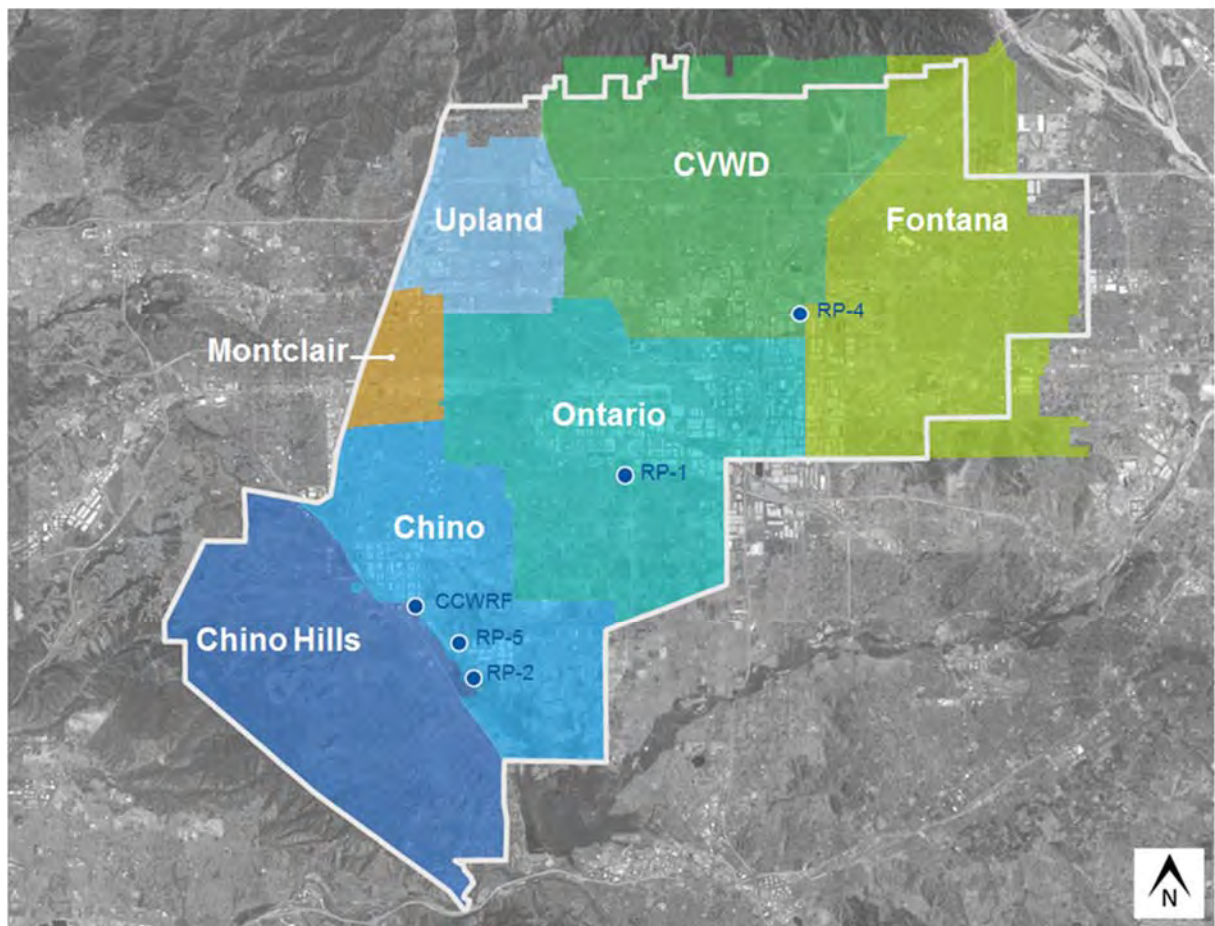 CVWD
Upland
Fontana
RP-4
Montclair
Ontario
RP-1
Chino
CCWRF
Chino Hills
RP-5
RP-2
N